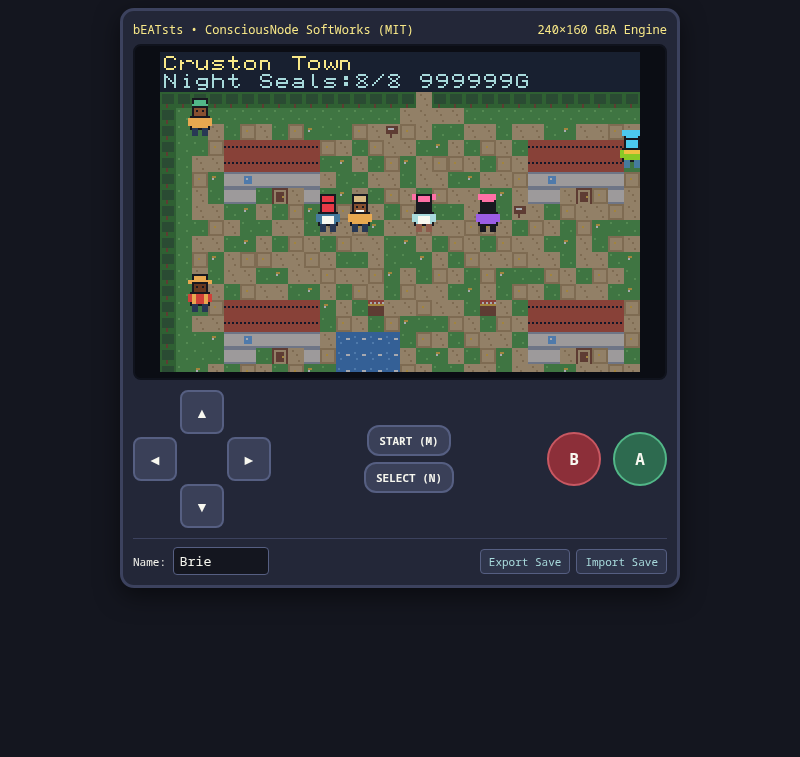 bEATsts • ConsciousNode SoftWorks (MIT)
240×160 GBA Engine
Cruston Town
Night Seals:8/8 999999G
▲
◀
▶
▼
START (M)
SELECT (N)
B
A
Name:
Brie
Export Save
Import Save